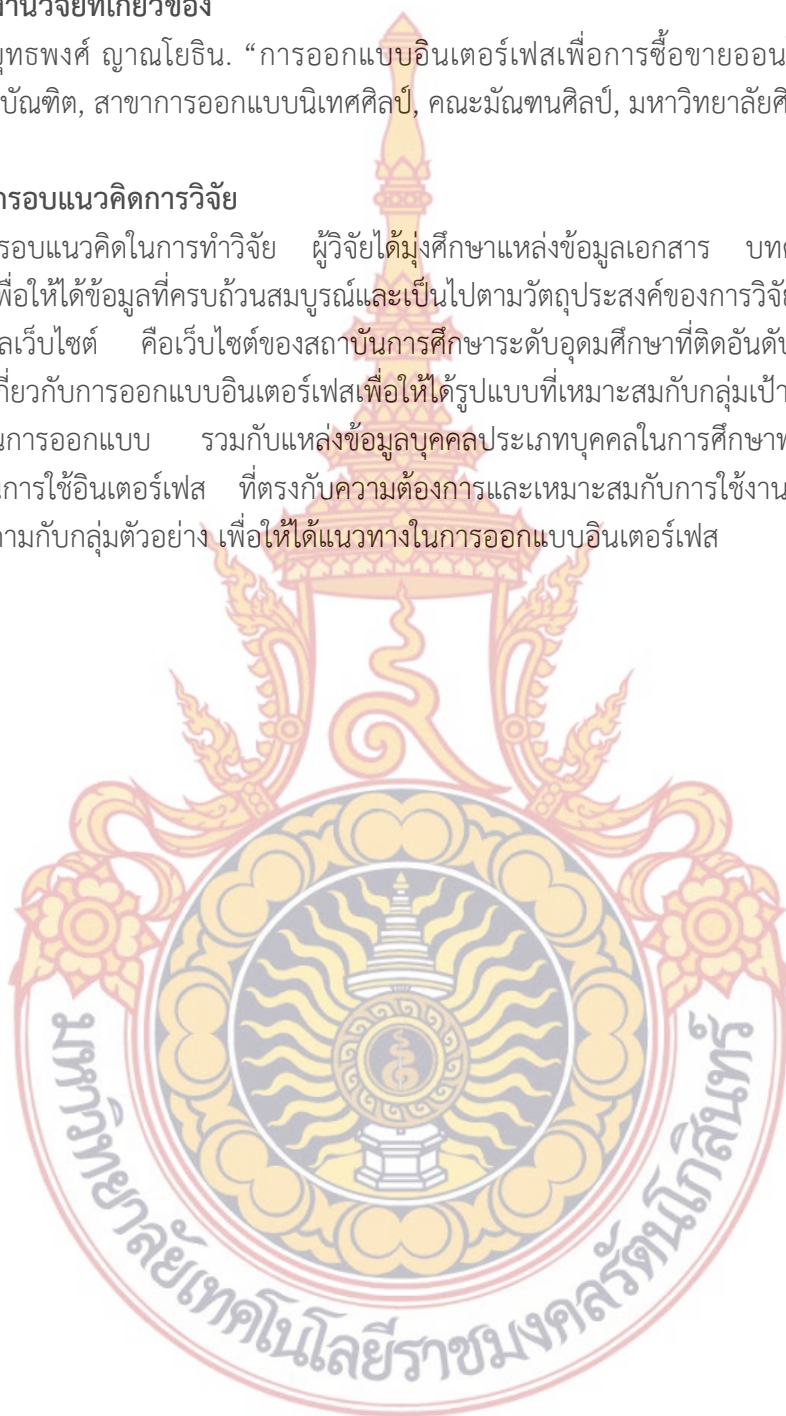 งานวิจัยที่เกี่ยวข้อง
ยุทธพงศ์ ญาณโยธิน. “การออกแบบอินเตอร์เฟสเพื่อการซื้อขายออนไ
บัณฑิต, สาขาการออกแบบนิเทศศิลป์, คณะมัณฑนศิลป์, มหาวิทยาลัยศิ
กรอบแนวคิดการวิจัย
รอบแนวคิดในการทำวิจัย ผู้วิจัยได้มุ่งศึกษาแหล่งข้อมูลเอกสาร บทค
พื่อให้ได้ข้อมูลที่ครบถ้วนสมบูรณ์และเป็นไปตามวัตถุประสงค์ของการวิจัย
ลเว็บไซต์ คือเว็บไซต์ของสถาบันการศึกษาระดับอุดมศึกษาที่ติดอันดับ
กี่ยวกับการออกแบบอินเตอร์เฟสเพื่อให้ได้รูปแบบที่เหมาะสมกับกลุ่มเป้า
นการออกแบบ รวมกับแหล่งข้อมูลบุคคลประเภทบุคคลในการศึกษาพ
นการใช้อินเตอร์เฟส ที่ตรงกับความต้องการและเหมาะสมกับการใช้งาน
ามกับกลุ่มตัวอย่าง เพื่อให้ได้แนวทางในการออกแบบอินเตอร์เฟส
มหาวิทยาลัยเทคโนโลยีราชมงคลรัตนโกสินทร์